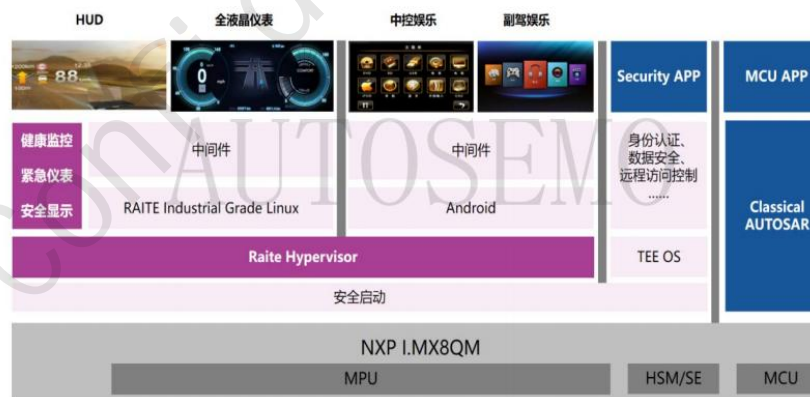 HUD
全液晶仪表
中控娱乐
副驾娱乐
88
0
Security APP
MCU APP
健康监控
紧急仪表
安全显示
中间件
中间件
身份认证、
数据安全、
远程访问控制
......
RAITE Industrial Grade Linux
Android
Classical
AUTOSAR
Raite Hypervisor
TEE OS
安全启动
NXP I.MX8QM
MPU
HSM/SE
MCU
AUTOSEMO